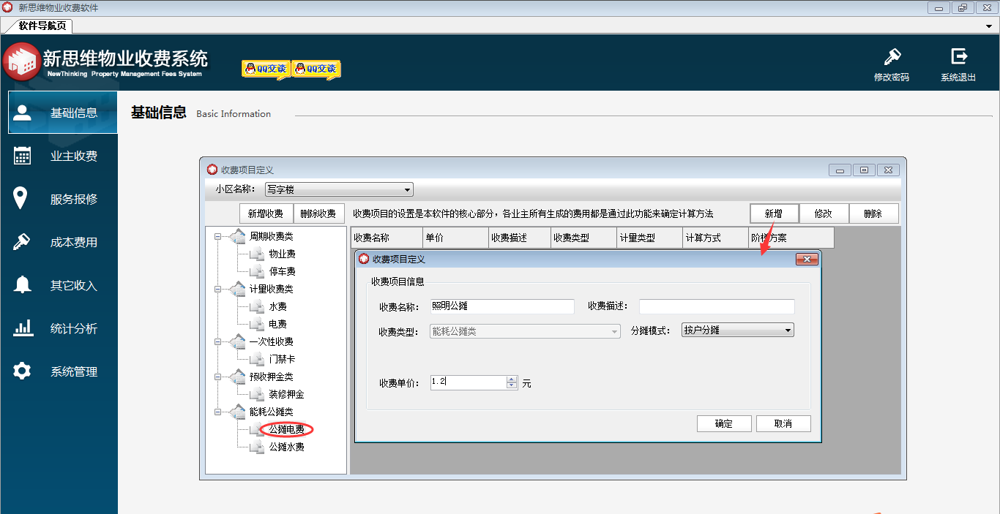 新思维物业收费软件
软件导航页
新思维物业收费系统
NewThinking Property Management Fees System
QQ交谈 QQ交谈
修改密码 系统退出
基础信息
业主收费
服务报修
成本费用
其它收入
统计分析
系统管理
基础信息 Basic Information
收费项目定义
小区名称： 写字楼
新增收费 删除收费 收费项目的设置是本软件的核心部分，各业主所有生成的费用都是通过此功能来确定计算方法 新增 修改 删除
周期收费类
物业费
停车费
计量收费类
水费
电费
一次性收费
门禁卡
预收押金类
装修押金
能耗公摊类
公摊电费
公摊水费
收费名称 单价 收费描述 收费类型 计量类型 计算方式 阶梯方案
收费项目定义
收费项目信息
收费名称： 照明公摊 收费描述：
收费类型： 能耗公摊类 分摊模式： 按户分摊
收费单价： 1.2 元
确定 取消